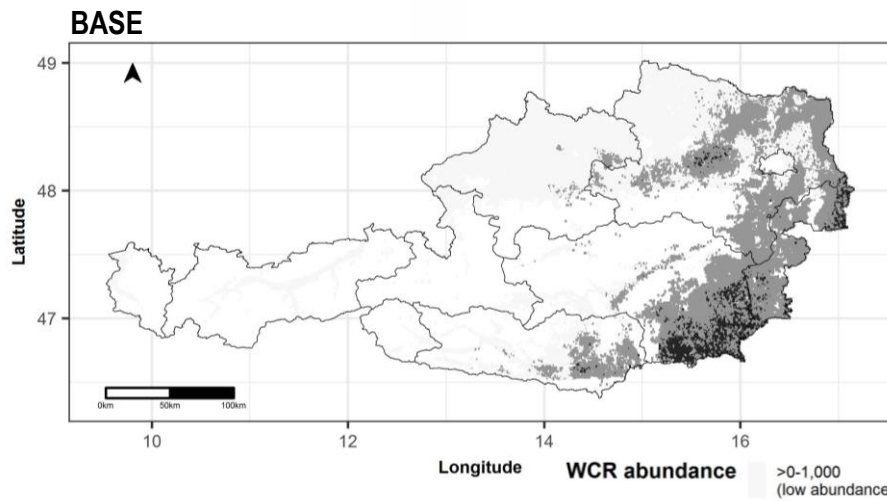 BASE
49
48
47
Latitude
0km 50km 100km
10 12 14 16
Longitude
WCR abundance
>0-1,000
(low abundance